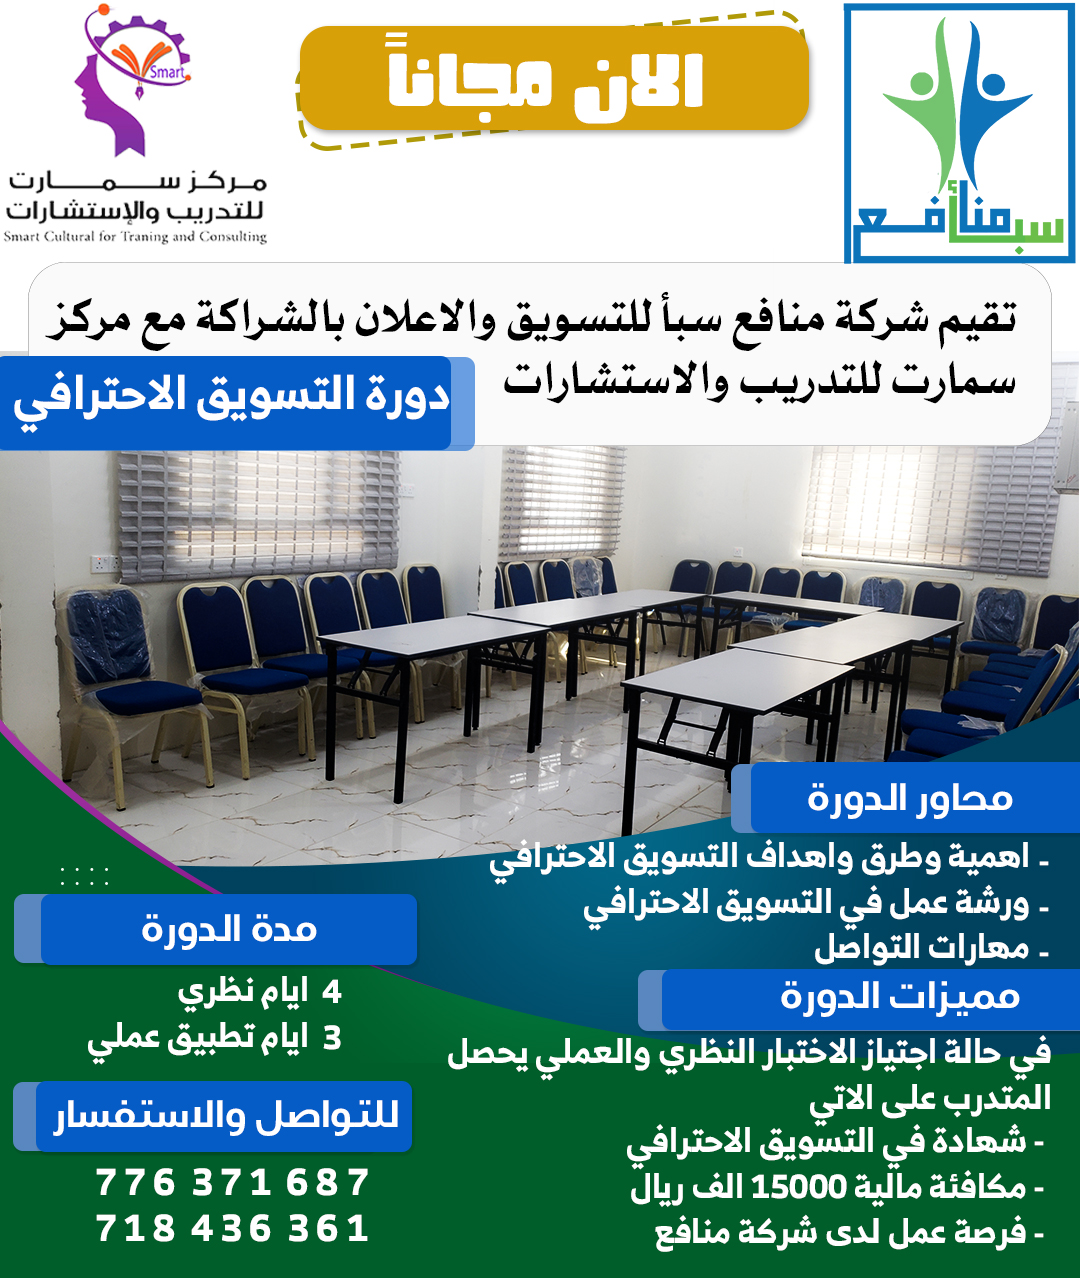 الان مجاناً
Smart
مركز سمارت
للتدريب والإستشارات
Smart Cultural for Traning and Consulting
منافع
سبأ
تقيم شركة منافع سبأ للتسويق والاعلان بالشراكة مع مركز
سمارت للتدريب والاستشارات
دورة التسويق الاحترافي
محاور الدورة
- اهمية وطرق واهداف التسويق الاحترافي
- ورشة عمل في التسويق الاحترافي
- مهارات التواصل
مميزات الدورة
في حالة اجتياز الاختبار النظري والعملي يحصل
المتدرب على الاتي
- شهادة في التسويق الاحترافي
- مكافئة مالية 15000 الف ريال
- فرصة عمل لدى شركة منافع
مدة الدورة
4 ايام نظري
3 ايام تطبيق عملي
للتواصل والاستفسار
776 371 687
718 436 361